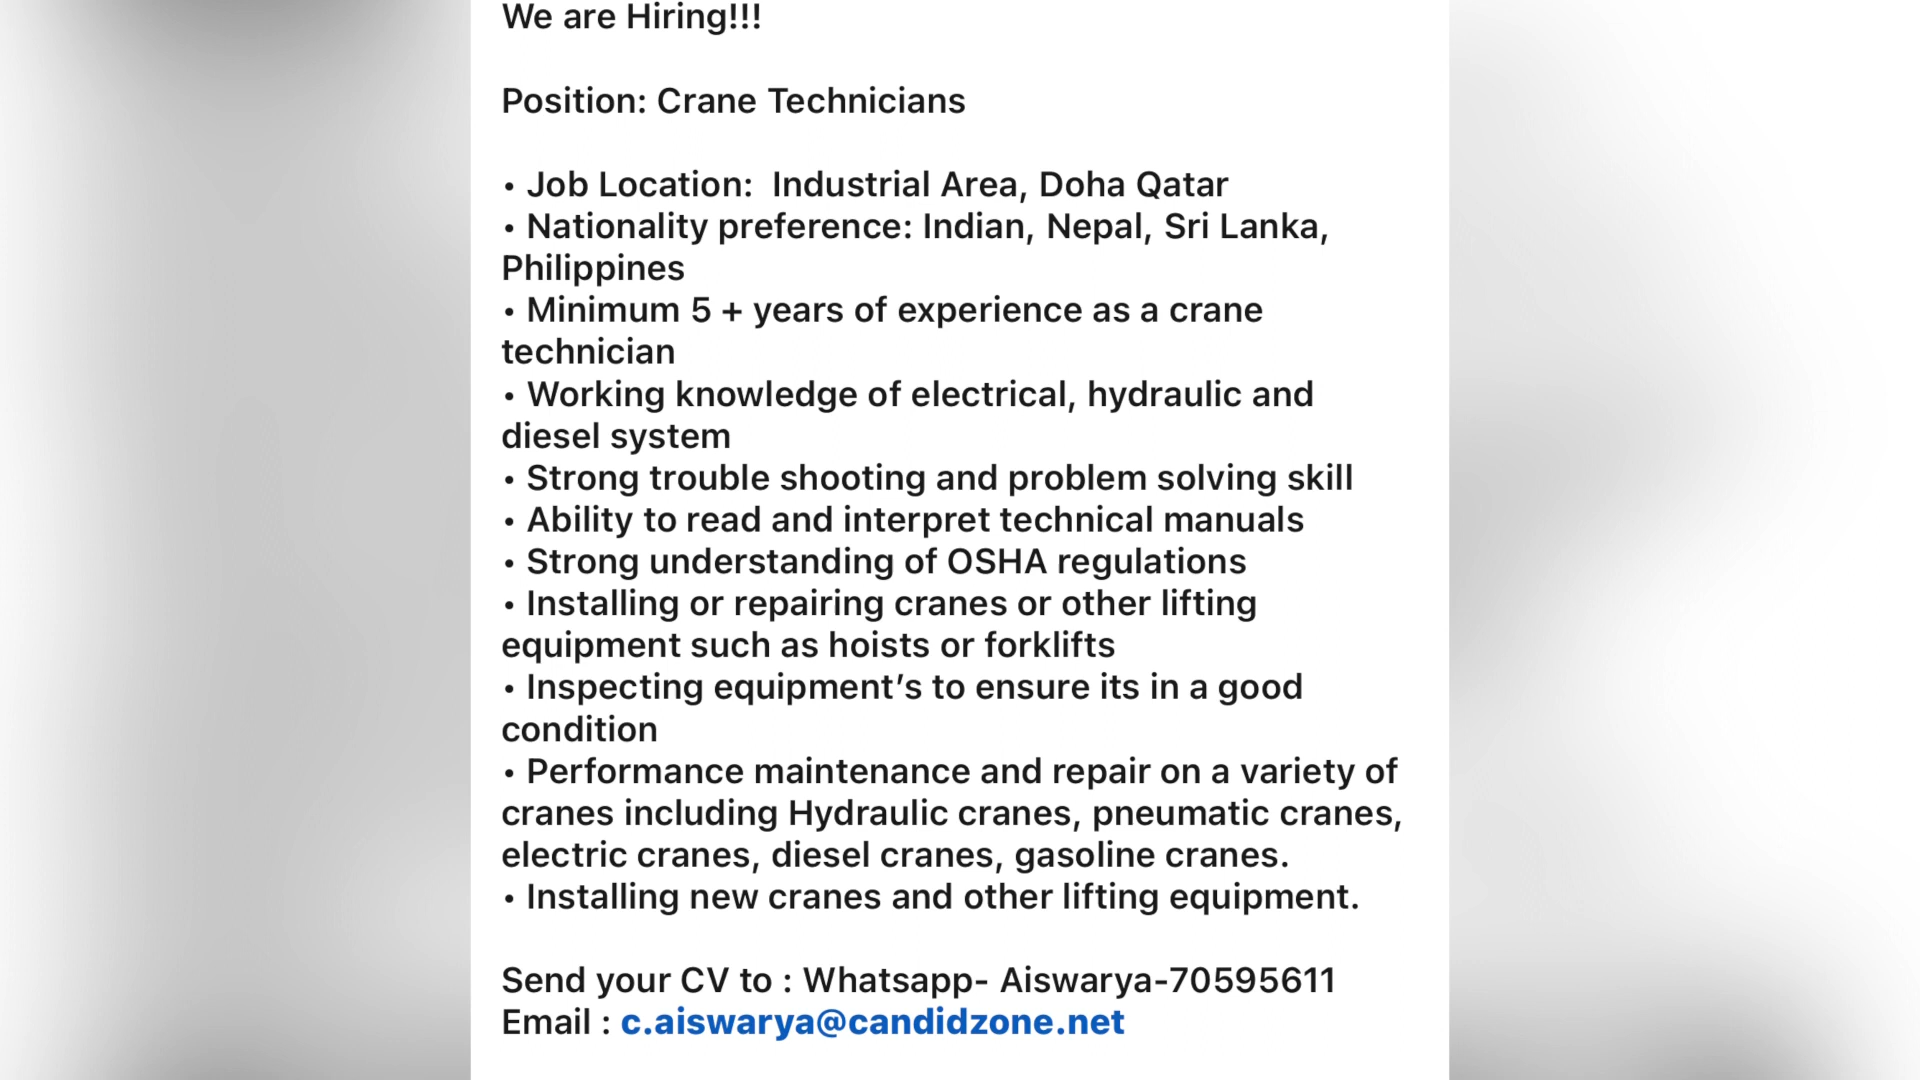 We are Hiring!!!
Position: Crane Technicians
• Job Location:  Industrial Area, Doha Qatar
• Nationality preference: Indian, Nepal, Sri Lanka,
Philippines
• Minimum 5 + years of experience as a crane
technician
• Working knowledge of electrical, hydraulic and
diesel system
• Strong trouble shooting and problem solving skill
• Ability to read and interpret technical manuals
• Strong understanding of OSHA regulations
• Installing or repairing cranes or other lifting
equipment such as hoists or forklifts
• Inspecting equipment’s to ensure its in a good
condition
• Performance maintenance and repair on a variety of
cranes including Hydraulic cranes, pneumatic cranes,
electric cranes, diesel cranes, gasoline cranes.
• Installing new cranes and other lifting equipment.
Send your CV to : Whatsapp- Aiswarya-70595611
Email : c.aiswarya@candidzone.net